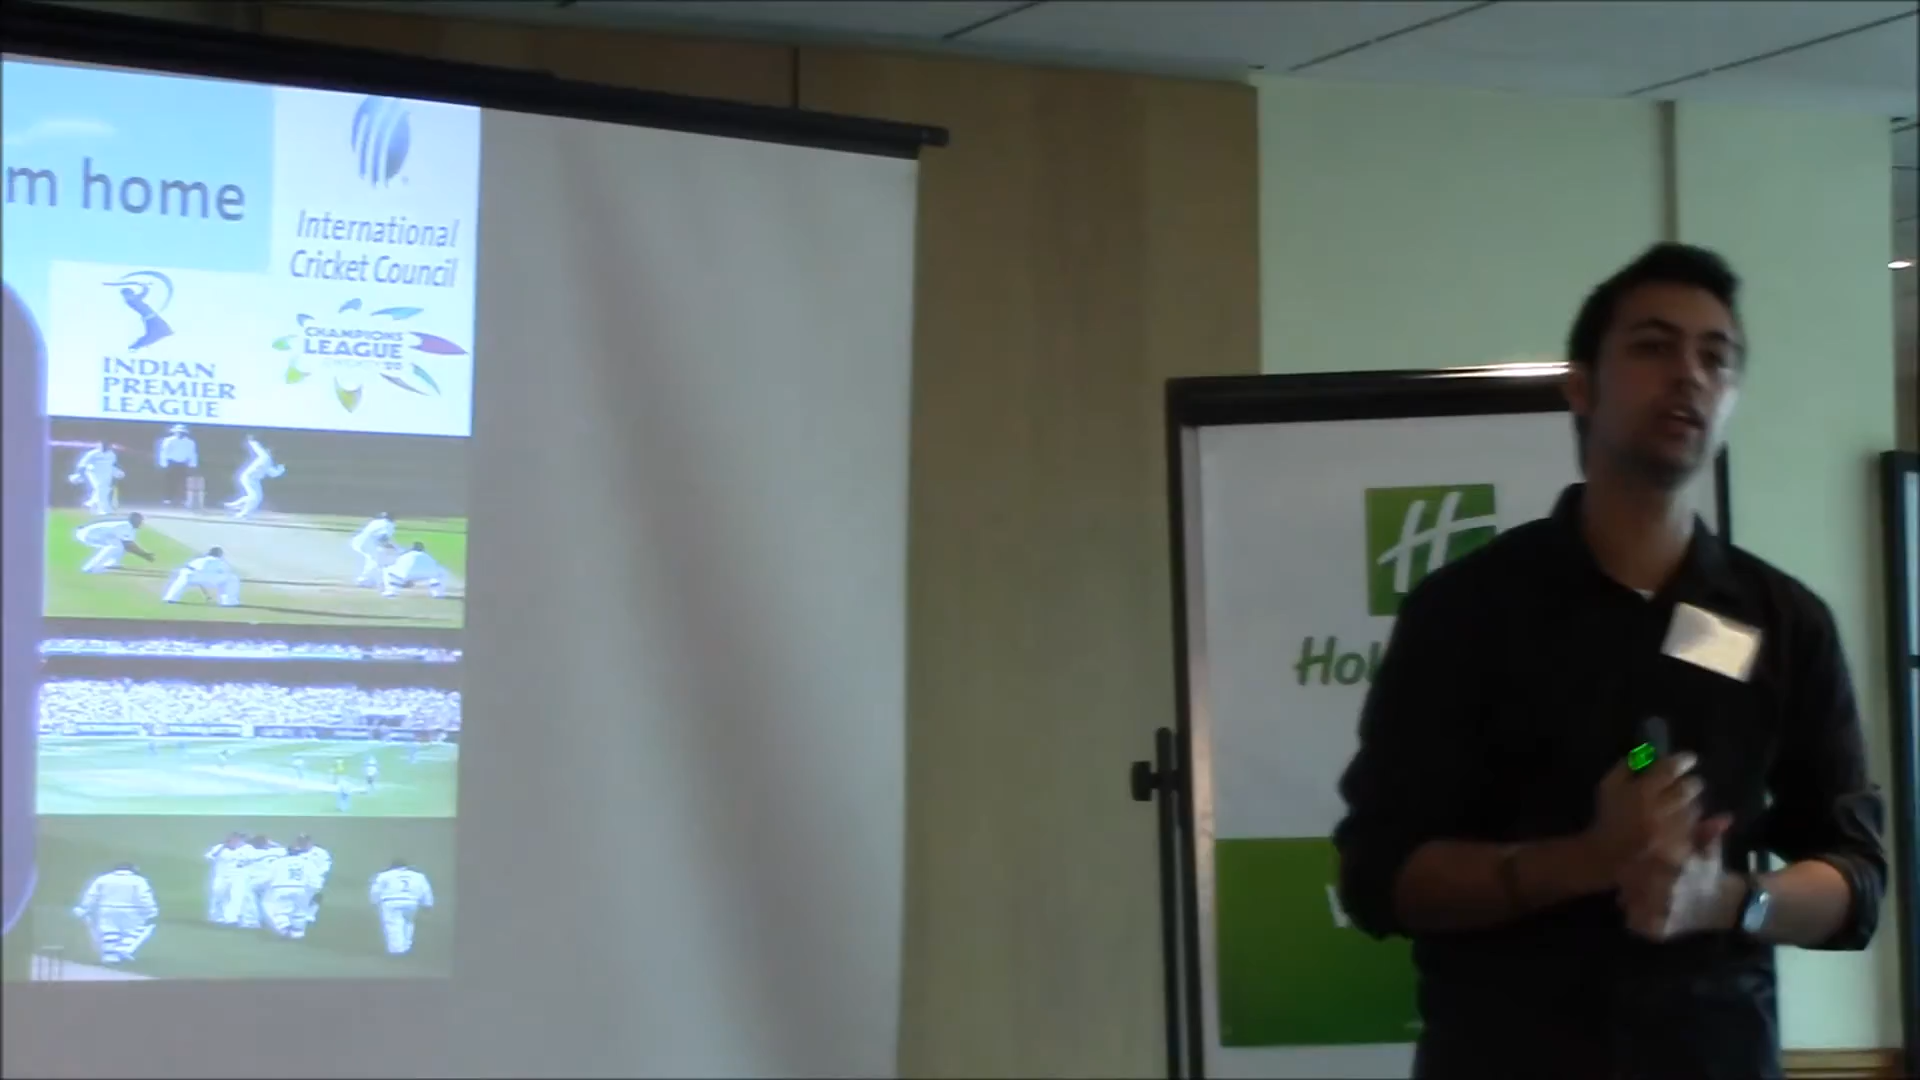 m home
International
Cricket Council
INDIAN
PREMIER
LEAGUE
CHAMPIONS
LEAGUE
H
Hol